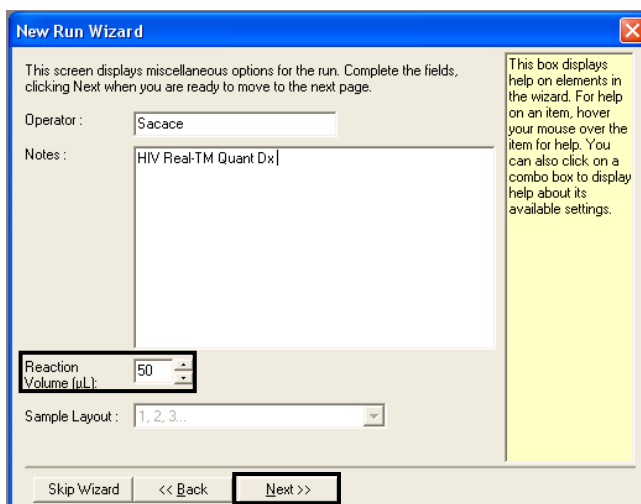 New Run Wizard
This screen displays miscellaneous options for the run. Complete the fields,
clicking Next when you are ready to move to the next page.
Operator :
Sacace
Notes :
HIV Real-TM Quant Dx
Reaction
Volume (µL):
50
Sample Layout :
1, 2, 3...
Skip Wizard
<< Back
Next >>
This box displays
help on elements in
the wizard. For help
on an item, hover
your mouse over the
item for help. You
can also click on a
combo box to display
help about its
available settings.